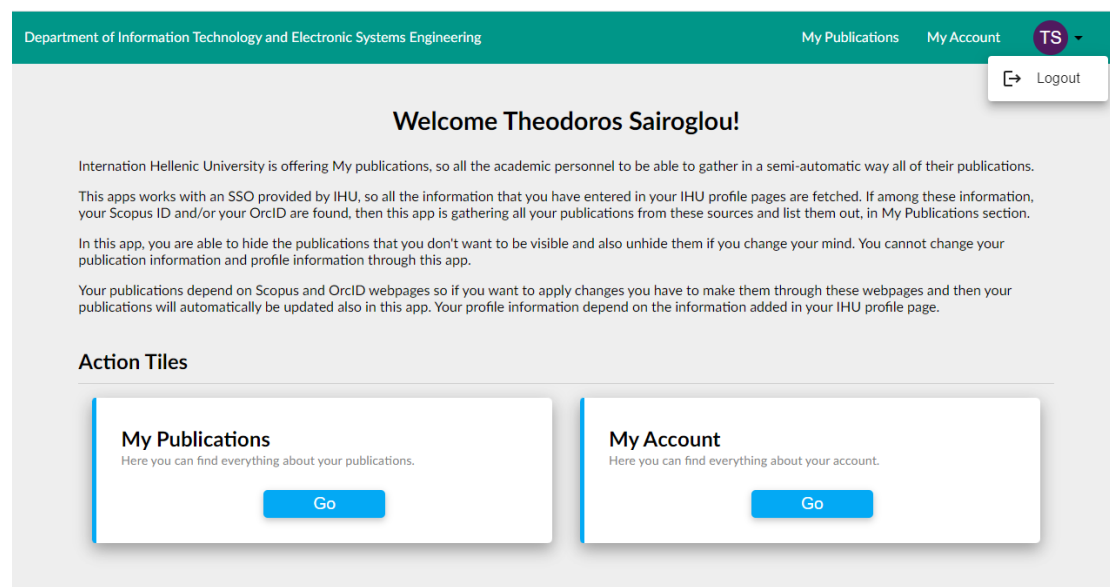 Department of Information Technology and Electronic Systems Engineering
My Publications
My Account
TS
Logout
Welcome Theodoros Sairoglou!
Internation Hellenic University is offering My publications, so all the academic personnel to be able to gather in a semi-automatic way all of their publications.
This apps works with an SSO provided by IHU, so all the information that you have entered in your IHU profile pages are fetched. If among these information,
your Scopus ID and/or your OrcID are found, then this app is gathering all your publications from these sources and list them out, in My Publications section.
In this app, you are able to hide the publications that you don't want to be visible and also unhide them if you change your mind. You cannot change your
publication information and profile information through this app.
Your publications depend on Scopus and OrcID webpages so if you want to apply changes you have to make them through these webpages and then your
publications will automatically be updated also in this app. Your profile information depend on the information added in your IHU profile page.
Action Tiles
My Publications
Here you can find everything about your publications.
Go
My Account
Here you can find everything about your account.
Go